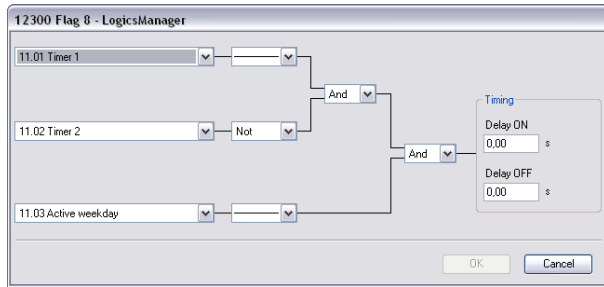 12300 Flag 8 - LogicsManager
11.01 Timer 1
And
Timing
11.02 Timer 2
Not
Delay ON
0,00 s
And
Delay OFF
0,00 s
11.03 Active weekday
OK
Cancel